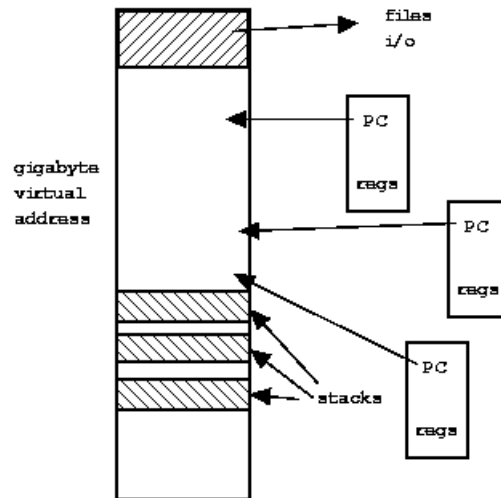 files
i/o
PC
regs
gigabyte
virtual
address
PC
regs
PC
regs
stacks